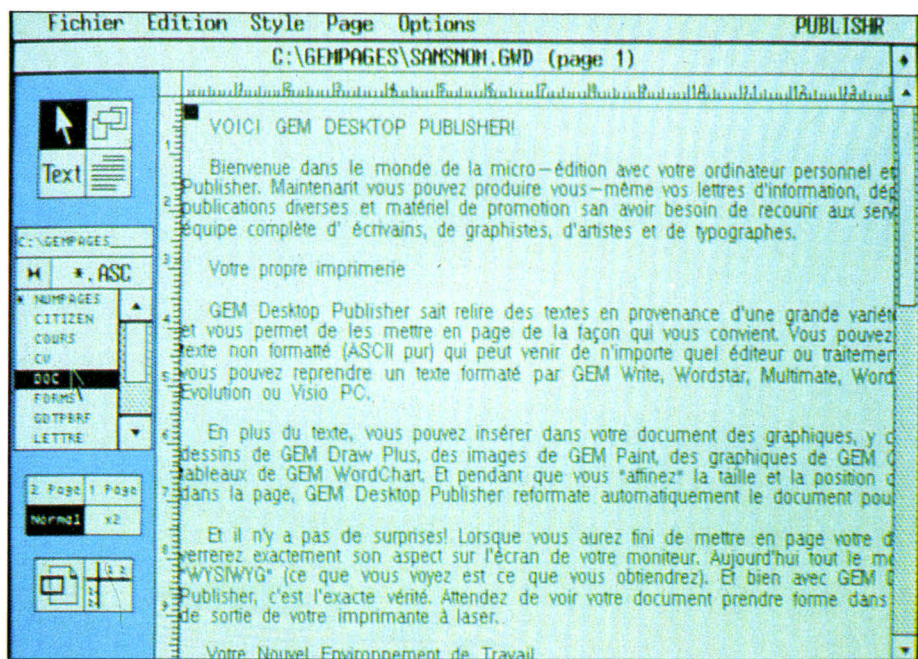 Fichier Edition Style Page Options PUBLISHR
C:\GEMPAGES\SANSNOM.GWD (page 1)
Text
C:\GEMPAGES
*.ASC
* NUMPAGES
CITIZEN
COURS
CV
DOC
FORMS
GDTPBRF
LETTRE
2 Page 1 Page
Normal x2
VOICI GEM DESKTOP PUBLISHER!
Bienvenue dans le monde de la micro-édition avec votre ordinateur personnel et
Publisher. Maintenant vous pouvez produire vous-même vos lettres d'information, dép
publications diverses et matériel de promotion san avoir besoin de recourir aux serv
équipe complète d' écrivains, de graphistes, d'artistes et de typographes.
Votre propre imprimerie
GEM Desktop Publisher sait relire des textes en provenance d'une grande variét
et vous permet de les mettre en page de la façon qui vous convient. Vous pouvez
texte non formatté (ASCII pur) qui peut venir de n'importe quel éditeur ou traitemen
vous pouvez reprendre un texte formaté par GEM Write, Wordstar, Multimate, Word
Evolution ou Visio PC.
En plus du texte, vous pouvez insérer dans votre document des graphiques, y c
dessins de GEM Draw Plus, des images de GEM Paint, des graphiques de GEM
tableaux de GEM WordChart. Et pendant que vous "affinez" la taille et la position d
dans la page, GEM Desktop Publisher reformate automatiquement le document pou
Et il n'y a pas de surprises! Lorsque vous aurez fini de mettre en page votre d
verrerez exactement son aspect sur l'écran de votre moniteur. Aujourd'hui tout le mo
"WYSIWYG" (ce que vous voyez est ce que vous obtiendrez). Et bien avec GEM
Publisher, c'est l'exacte vérité. Attendez de voir votre document prendre forme dans
de sortie de votre imprimante à laser.
Votre Nouvel Environnement de Travail